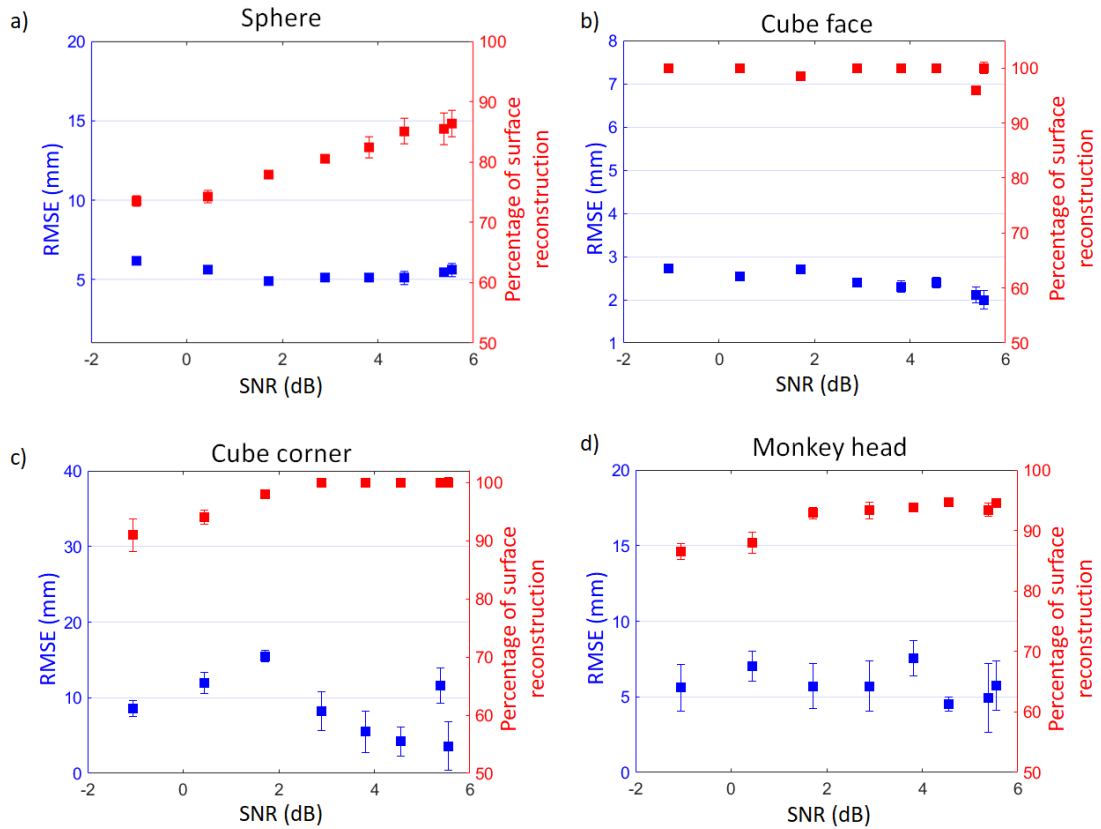 a)
Sphere
20
15
10
5
RMSE (mm)
100
90
80
70
60
50
Percentage of surface
reconstruction
-2
0
2
4
6
SNR (dB)
b)
Cube face
8
7
6
5
4
3
2
1
RMSE (mm)
100
90
80
70
60
50
Percentage of surface
reconstruction
-2
0
2
4
6
SNR (dB)
c)
Cube corner
40
30
20
10
0
RMSE (mm)
100
90
80
70
60
50
Percentage of surface
reconstruction
-2
0
2
4
6
SNR (dB)
d)
Monkey head
20
15
10
5
0
RMSE (mm)
100
90
80
70
60
50
Percentage of surface
reconstruction
-2
0
2
4
6
SNR (dB)